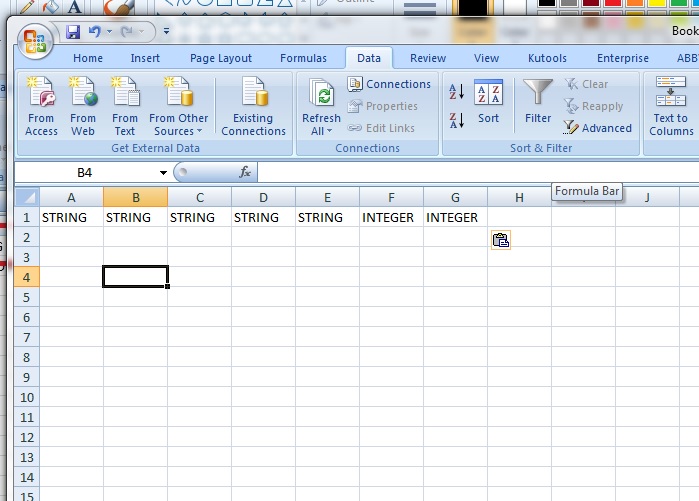 Outline
Book
Home Insert Page Layout Formulas Data Review View Kutools Enterprise ABB
From Access From Web From Text From Other Sources Existing Connections Refresh All Connections Properties Edit Links Sort Filter Clear Reapply Advanced Text to Columns
Get External Data Connections Sort & Filter
B4 fx
Formula Bar
A B C D E F G H J
1 STRING STRING STRING STRING STRING INTEGER INTEGER
2
3
4
5
6
7
8
9
10
11
12
13
14
15